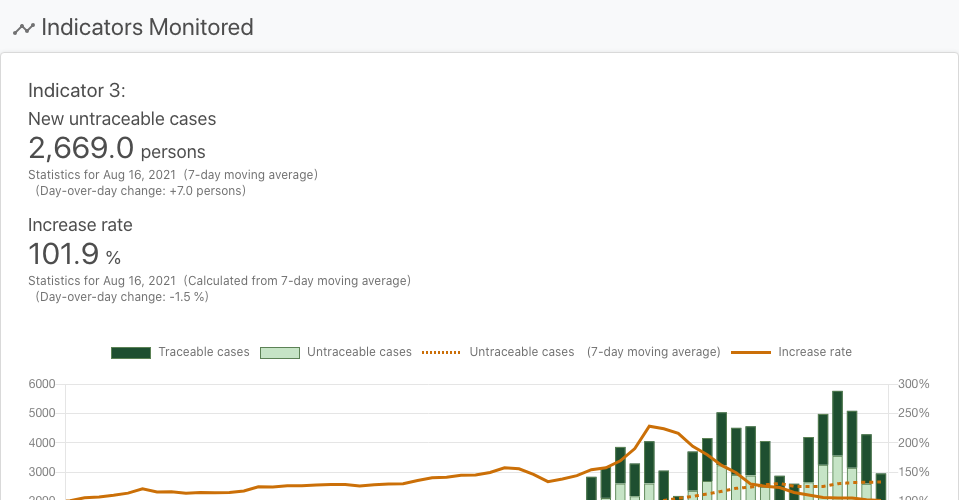 Indicators Monitored
Indicator 3:
New untraceable cases
2,669.0 persons
Statistics for Aug 16, 2021 (7-day moving average)
(Day-over-day change: +7.0 persons)
Increase rate
101.9 %
Statistics for Aug 16, 2021 (Calculated from 7-day moving average)
(Day-over-day change: -1.5 %)
Traceable cases Untraceable cases Untraceable cases (7-day moving average) Increase rate
6000 300%
5000 250%
4000 200%
3000 150%
2000 100%